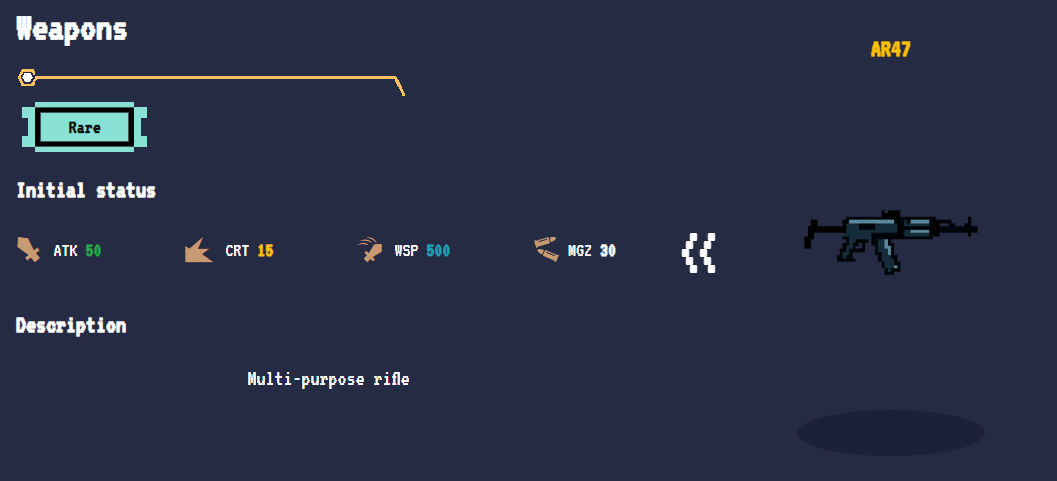 Weapons
AR47
Rare
Initial status
ATK 50 CRT 15 WSP 500 MGZ 30
Description
Multi-purpose rifle